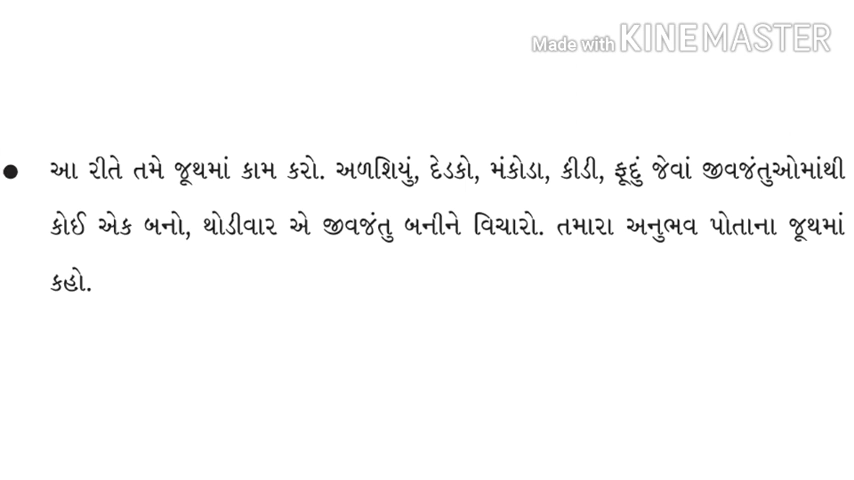 Made with KINEMASTER
● આ રીતે તમે જૂથમાં કામ કરો. અળશિયું, દેડકો, મંકોડા, કીડી, ફૂદું જેવાં જીવજંતુઓમાંથી
કોઈ એક બનો, થોડીવાર એ જીવજંતુ બનીને વિચારો. તમારા અનુભવ પોતાના જૂથમાં
કહો.